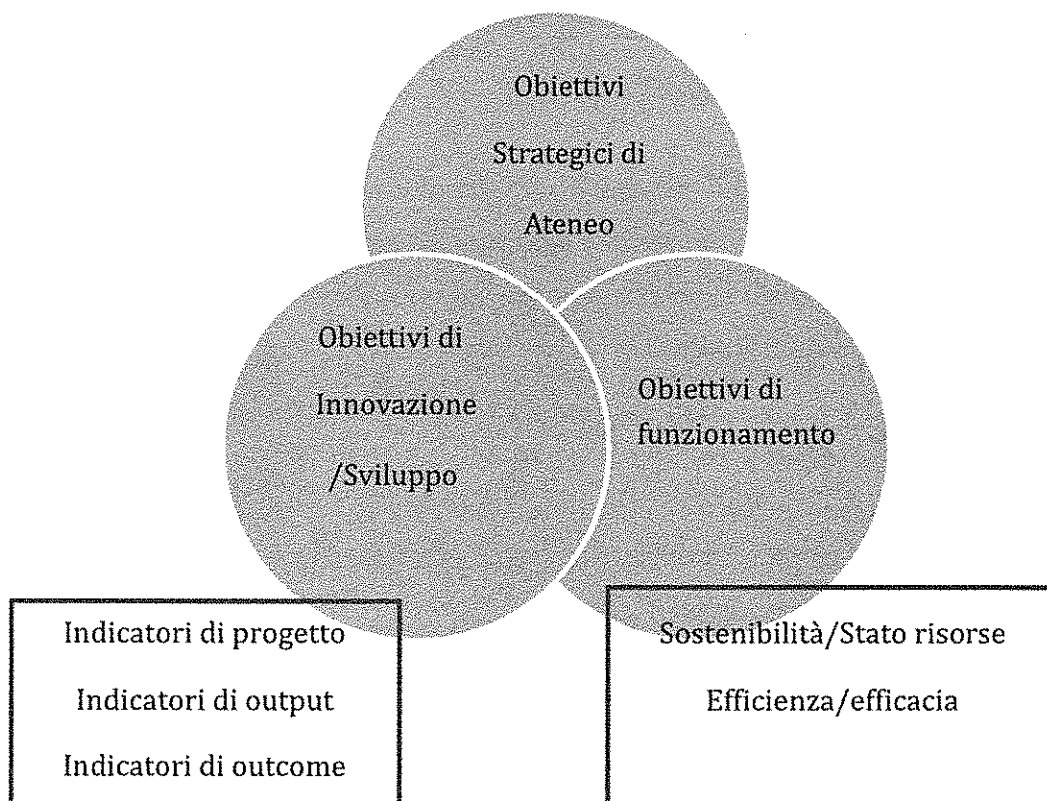 Obiettivi
Strategici di
Ateneo
Obiettivi di
Innovazione
/Sviluppo
Obiettivi di
funzionamento
Indicatori di progetto
Indicatori di output
Indicatori di outcome
Sostenibilità/Stato risorse
Efficienza/efficacia